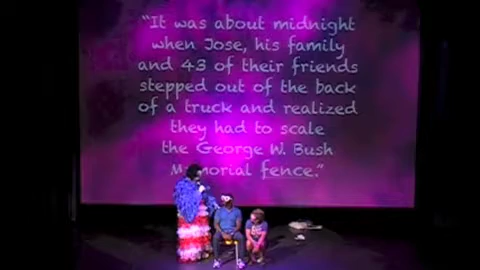 "It was about midnight
when Jose, his family
and 43 of their friends
stepped out of the back
of a truck and realized
they had to scale
the George W. Bush
Memorial fence."